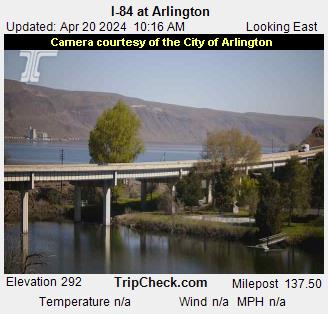 I-84 at Arlington
Updated: Apr 20 2024 10:16 AM Looking East
Camera courtesy of the City of Arlington
Elevation 292 TripCheck.com Milepost 137.50
Temperature n/a Wind n/a MPH n/a